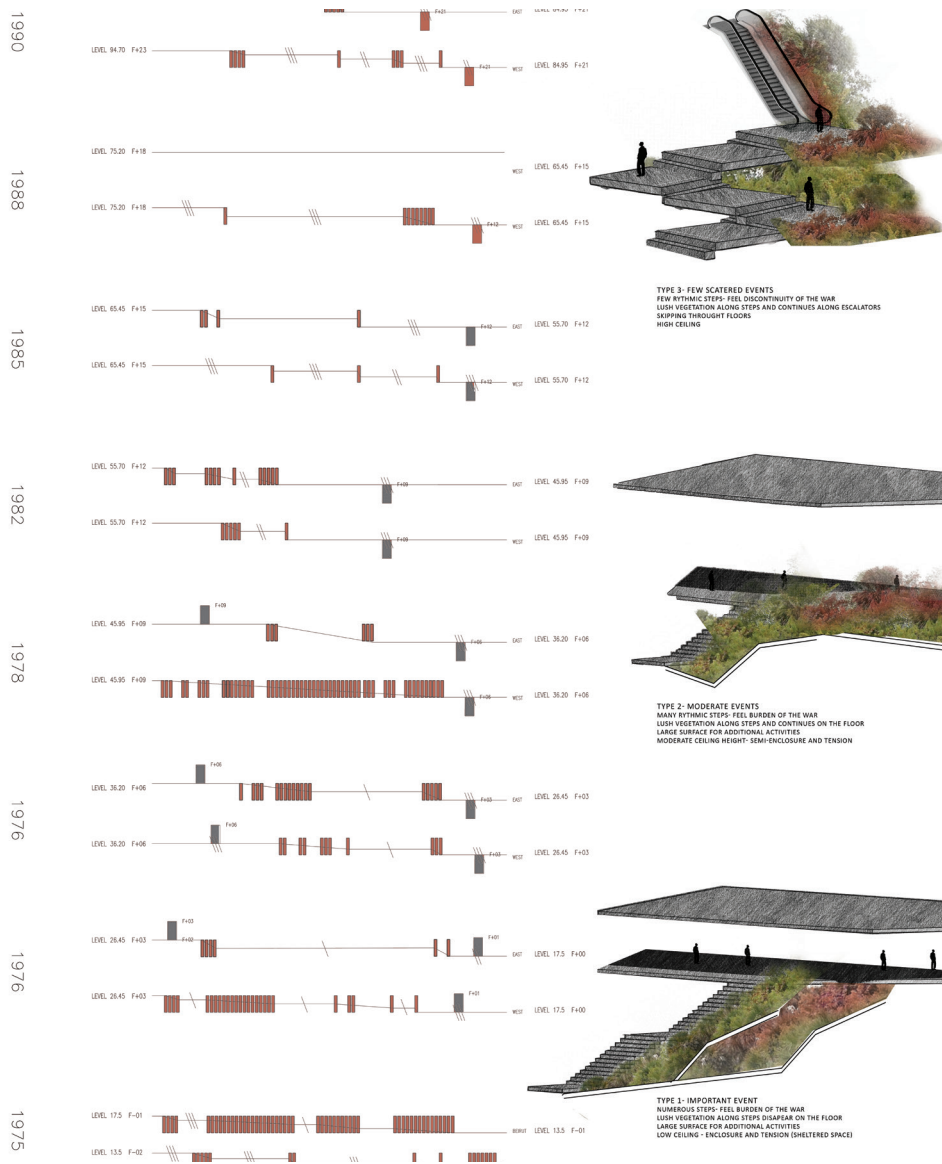 1990
F+21
EAST
LEVEL 94.70 F+23
F+21
WEST
LEVEL 84.95 F+21
1988
LEVEL 75.20 F+18
WEST
LEVEL 65.45 F+15
LEVEL 75.20 F+18
F+12
WEST
LEVEL 65.45 F+15
TYPE 3- FEW SCATERED EVENTS
FEW RYTHMIC STEPS- FEEL DISCONTINUITY OF THE WAR
LUSH VEGETATION ALONG STEPS AND CONTINUES ALONG ESCALATORS
SKIPPING THROUGHT FLOORS
HIGH CEILING
1985
LEVEL 65.45 F+15
F+12
EAST
LEVEL 55.70 F+12
LEVEL 65.45 F+15
F+12
WEST
LEVEL 55.70 F+12
1982
LEVEL 55.70 F+12
F+09
EAST
LEVEL 45.95 F+09
LEVEL 55.70 F+12
F+09
WEST
LEVEL 45.95 F+09
1978
F+09
LEVEL 45.95 F+09
F+06
EAST
LEVEL 36.20 F+06
LEVEL 45.95 F+09
F+06
WEST
LEVEL 36.20 F+06
TYPE 2- MODERATE EVENTS
MANY RYTHMIC STEPS- FEEL BURDEN OF THE WAR
LUSH VEGETATION ALONG STEPS AND CONTINUES ON THE FLOOR
LARGE SURFACE FOR ADDITIONAL ACTIVITIES
MODERATE CEILING HEIGHT- SEMI-ENCLOSURE AND TENSION
1976
F+06
LEVEL 36.20 F+06
F+03
EAST
LEVEL 26.45 F+03
F+06
LEVEL 36.20 F+06
F+03
WEST
LEVEL 26.45 F+03
1976
F+03
LEVEL 26.45 F+03
F+02
F+01
EAST
LEVEL 17.5 F+00
LEVEL 26.45 F+03
F+01
WEST
LEVEL 17.5 F+00
TYPE 1- IMPORTANT EVENT
NUMEROUS STEPS- FEEL BURDEN OF THE WAR
LUSH VEGETATION ALONG STEPS DISAPEAR ON THE FLOOR
LARGE SURFACE FOR ADDITIONAL ACTIVITIES
LOW CEILING - ENCLOSURE AND TENSION (SHELTERED SPACE)
1975
LEVEL 17.5 F-01
BEIRUT
LEVEL 13.5 F-01
LEVEL 13.5 F-02